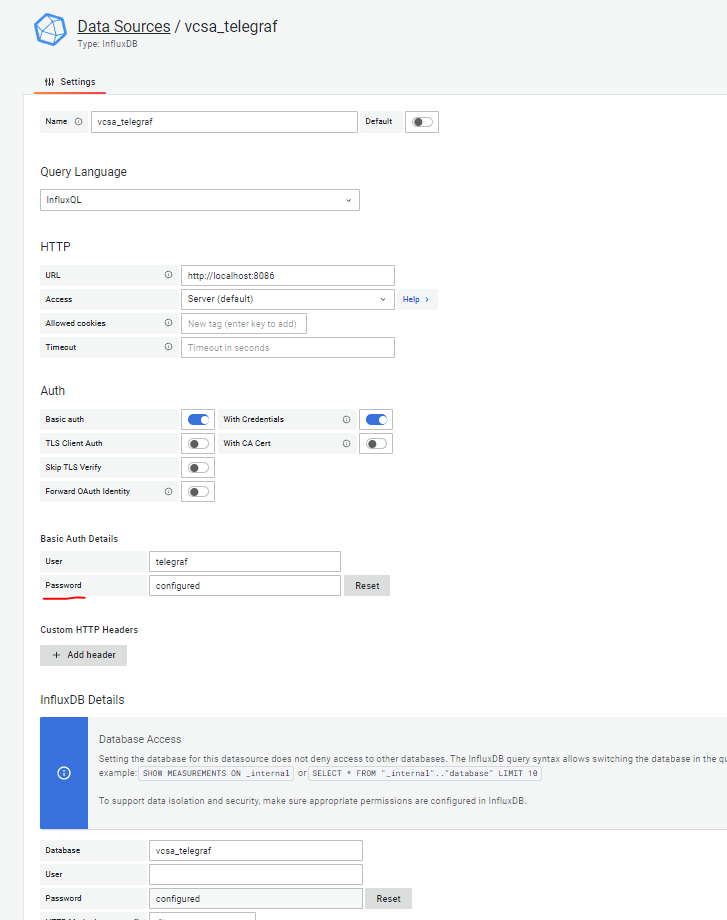 Data Sources / vcsa_telegraf
Type: InfluxDB
Settings
Name vcsa_telegraf Default
Query Language
InfluxQL
HTTP
URL http://localhost:8086
Access Server (default) Help >
Allowed cookies New tag (enter key to add)
Timeout Timeout in seconds
Auth
Basic auth With Credentials
TLS Client Auth With CA Cert
Skip TLS Verify
Forward OAuth Identity
Basic Auth Details
User telegraf
Password configured Reset
Custom HTTP Headers
+ Add header
InfluxDB Details
Database Access
Setting the database for this datasource does not deny access to other databases. The InfluxDB query syntax allows switching the database in the qu
example: SHOW MEASUREMENTS ON _internal or SELECT * FROM "_internal".."database" LIMIT 10
To support data isolation and security, make sure appropriate permissions are configured in InfluxDB.
Database vcsa_telegraf
User
Password configured Reset